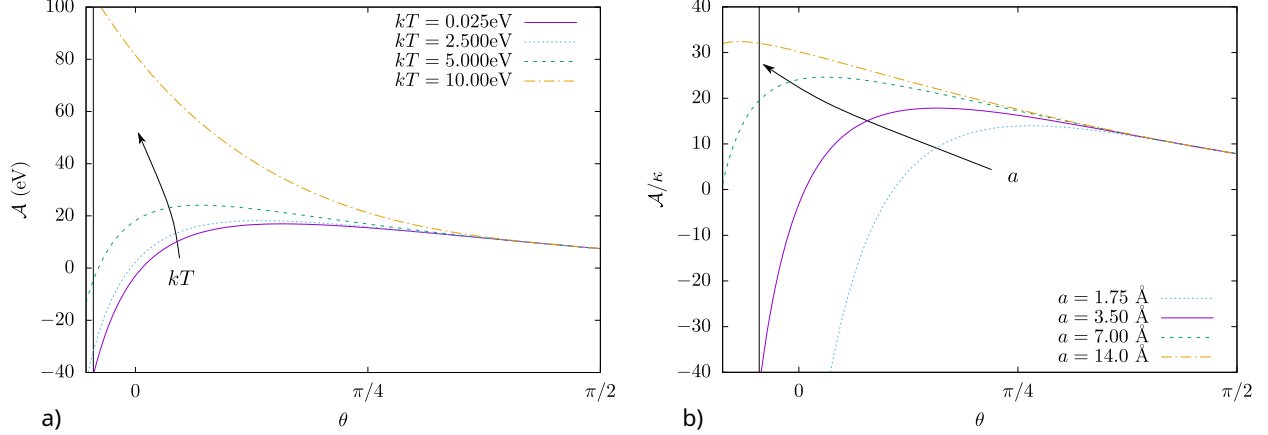 100
80
60
40
20
0
−20
−40
𝒜 (eV)
kT = 0.025eV
kT = 2.500eV
kT = 5.000eV
kT = 10.00eV
kT
0
π/4
π/2
θ
a)
40
30
20
10
0
−10
−20
−30
−40
𝒜/κ
a
a = 1.75 Å
a = 3.50 Å
a = 7.00 Å
a = 14.0 Å
0
π/4
π/2
θ
b)